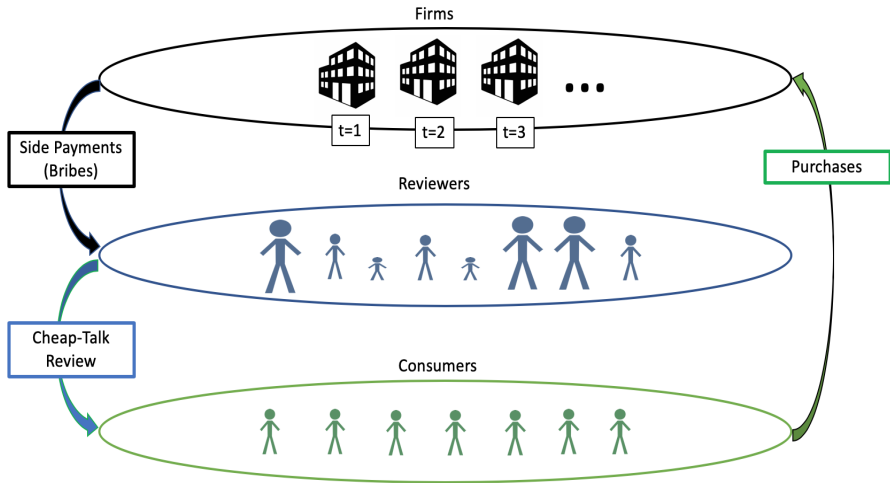 Firms
t=1
t=2
t=3
...
Side Payments
(Bribes)
Purchases
Reviewers
Cheap-Talk
Review
Consumers